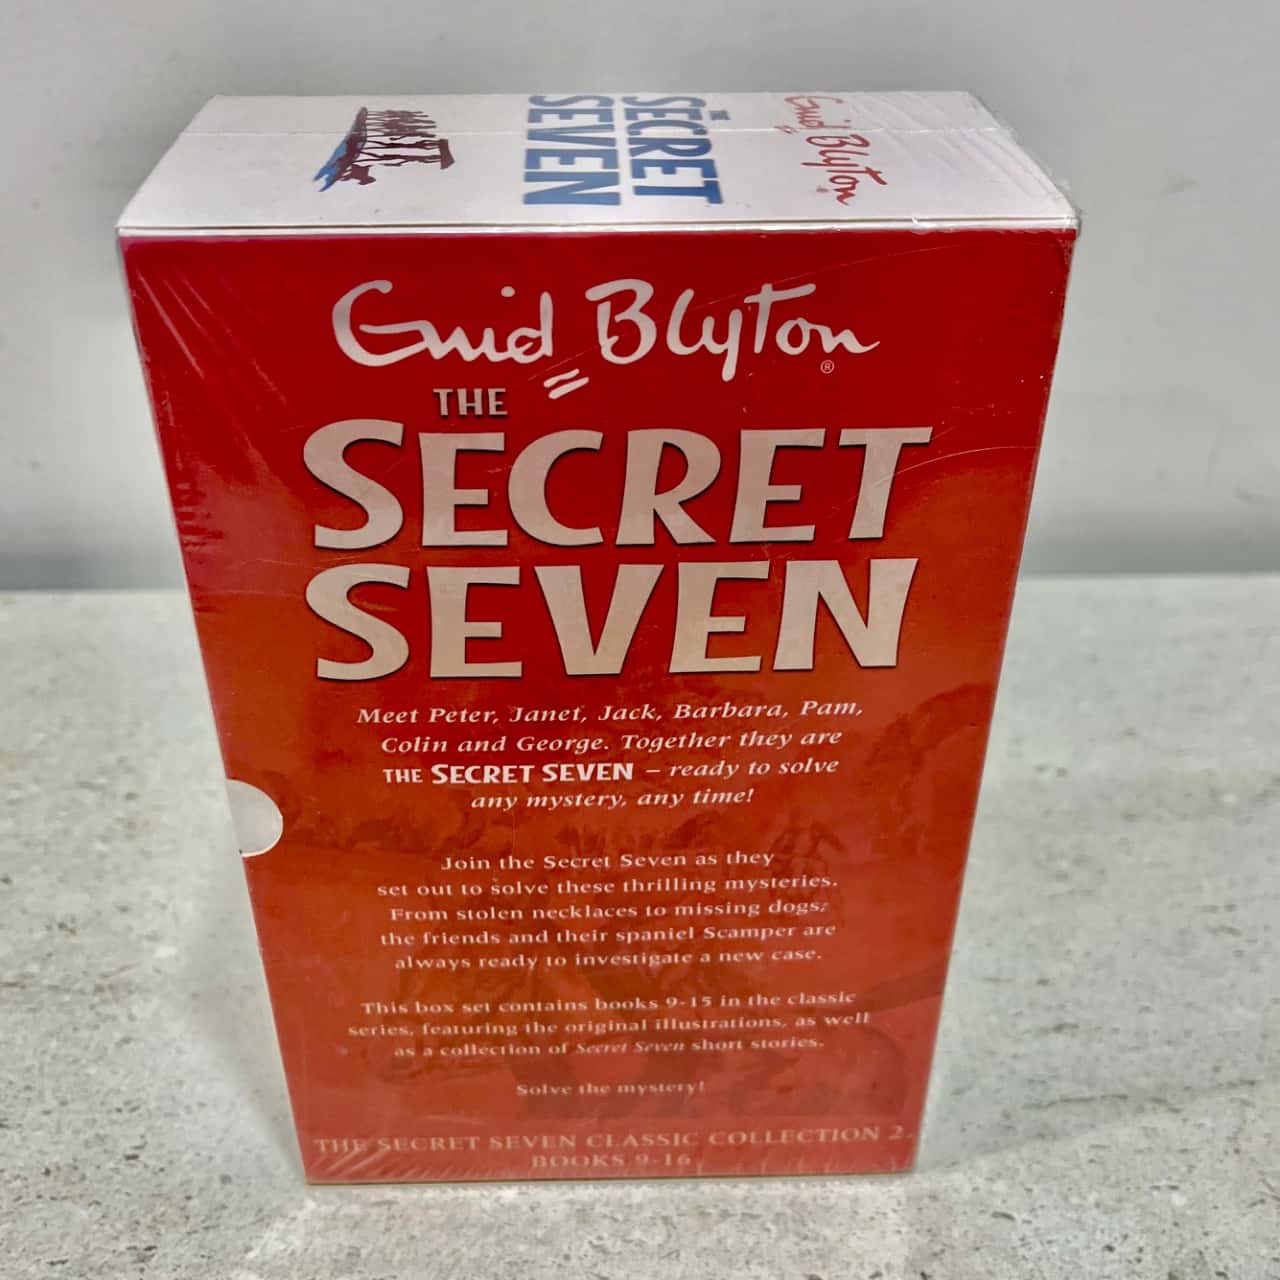 Enid Blyton
THE
SECRET
SEVEN
Enid Blyton®
THE
SECRET
SEVEN
Meet Peter, Janet, Jack, Barbara, Pam,
Colin and George. Together they are
THE SECRET SEVEN – ready to solve
any mystery, any time!
Join the Secret Seven as they
set out to solve these thrilling mysteries.
From stolen necklaces to missing dogs,
the friends and their spaniel Scamper are
always ready to investigate a new case.
This box set contains books 9-15 in the classic
series, featuring the original illustrations, as well
as a collection of Secret Seven short stories.
Solve the mystery!
THE SECRET SEVEN CLASSIC COLLECTION 2,
BOOKS 9-16